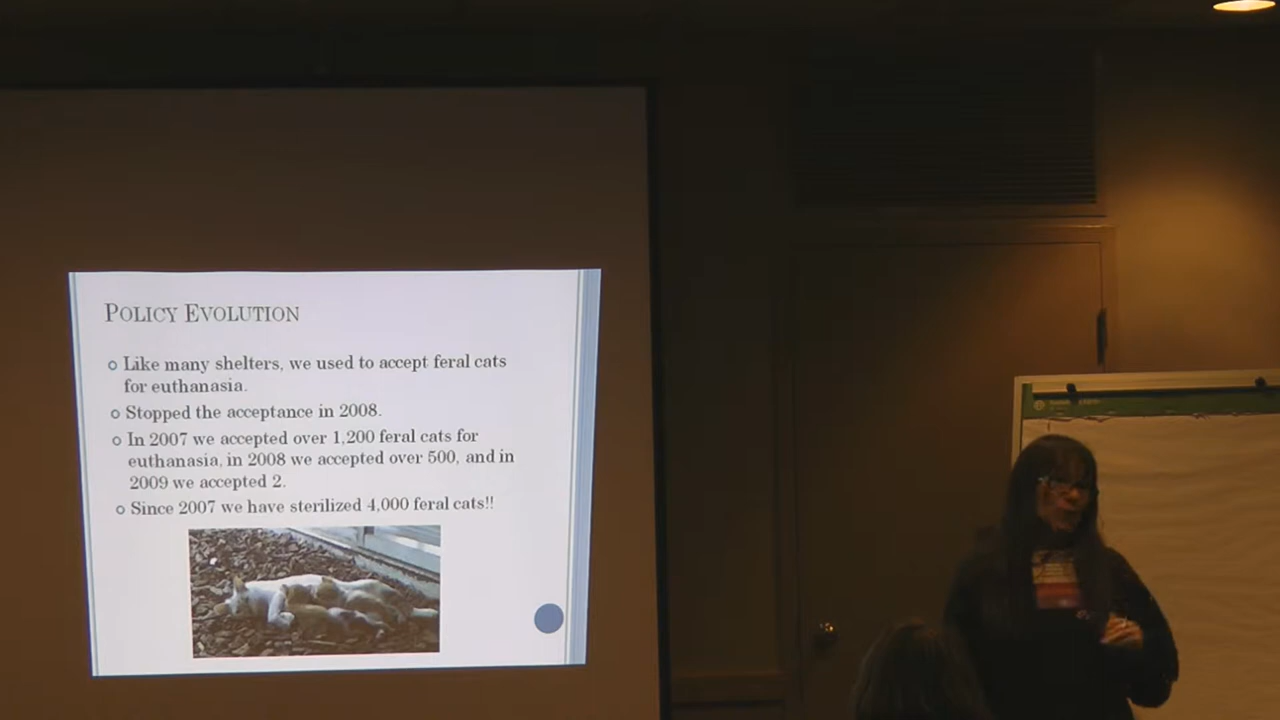 POLICY EVOLUTION
Like many shelters, we used to accept feral cats
for euthanasia.
Stopped the acceptance in 2008.
In 2007 we accepted over 1,200 feral cats for
euthanasia, in 2008 we accepted over 500, and in
2009 we accepted 2.
Since 2007 we have sterilized 4,000 feral cats!!